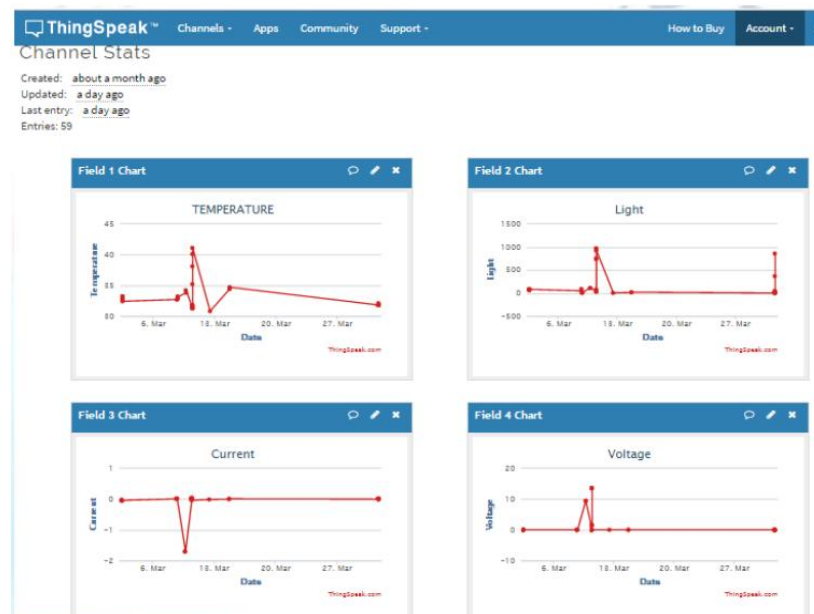 ThingSpeak™ Channels - Apps Community Support - How to Buy Account -
Channel Stats
Created: about a month ago
Updated: a day ago
Last entry: a day ago
Entries: 59
Field 1 Chart
TEMPERATURE
45
40
35
30
Temperature
6. Mar 13. Mar 20. Mar 27. Mar
Date
ThingSpeak.com
Field 2 Chart
Light
1500
1000
500
0
-500
Light
6. Mar 13. Mar 20. Mar 27. Mar
Date
ThingSpeak.com
Field 3 Chart
Current
1
0
-1
-2
Current
6. Mar 13. Mar 20. Mar 27. Mar
Date
ThingSpeak.com
Field 4 Chart
Voltage
20
10
0
-10
Voltage
6. Mar 13. Mar 20. Mar 27. Mar
Date
ThingSpeak.com